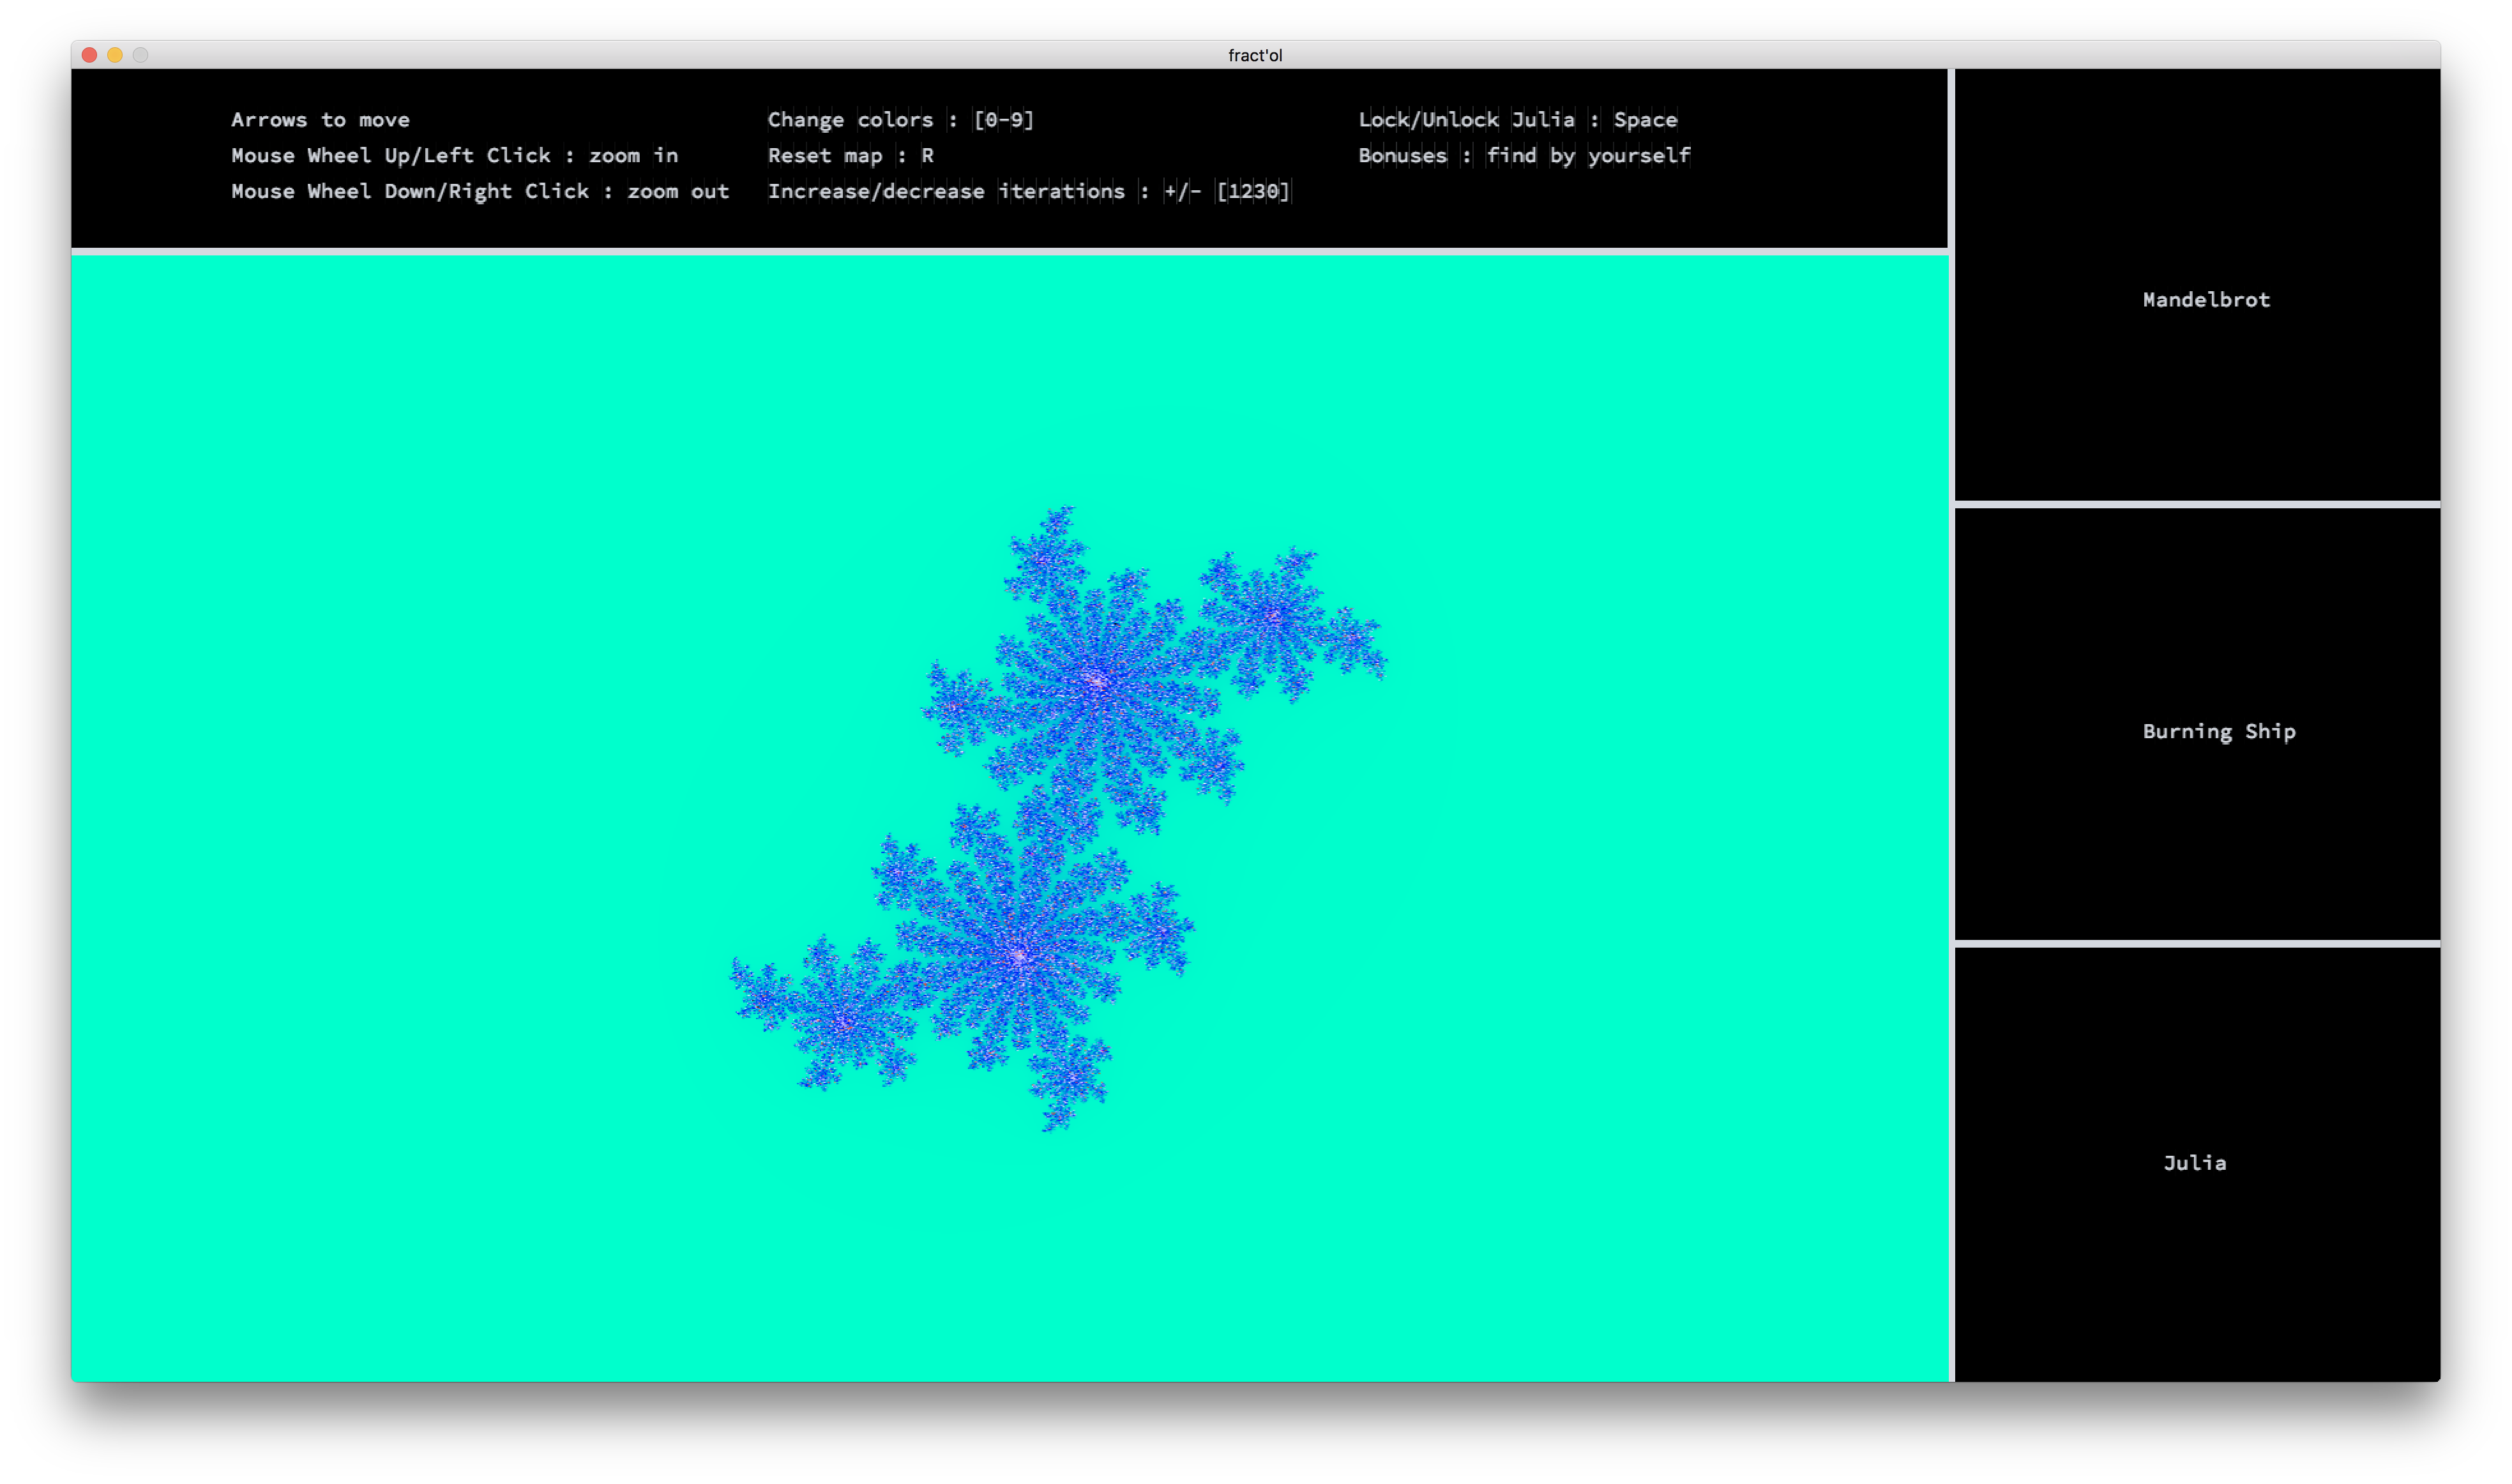 fract'ol
Arrows to move
Mouse Wheel Up/Left Click : zoom in
Mouse Wheel Down/Right Click : zoom out
Change colors : [0-9]
Reset map : R
Increase/decrease iterations : +/- [1230]
Lock/Unlock Julia : Space
Bonuses : find by yourself
Mandelbrot
Burning Ship
Julia